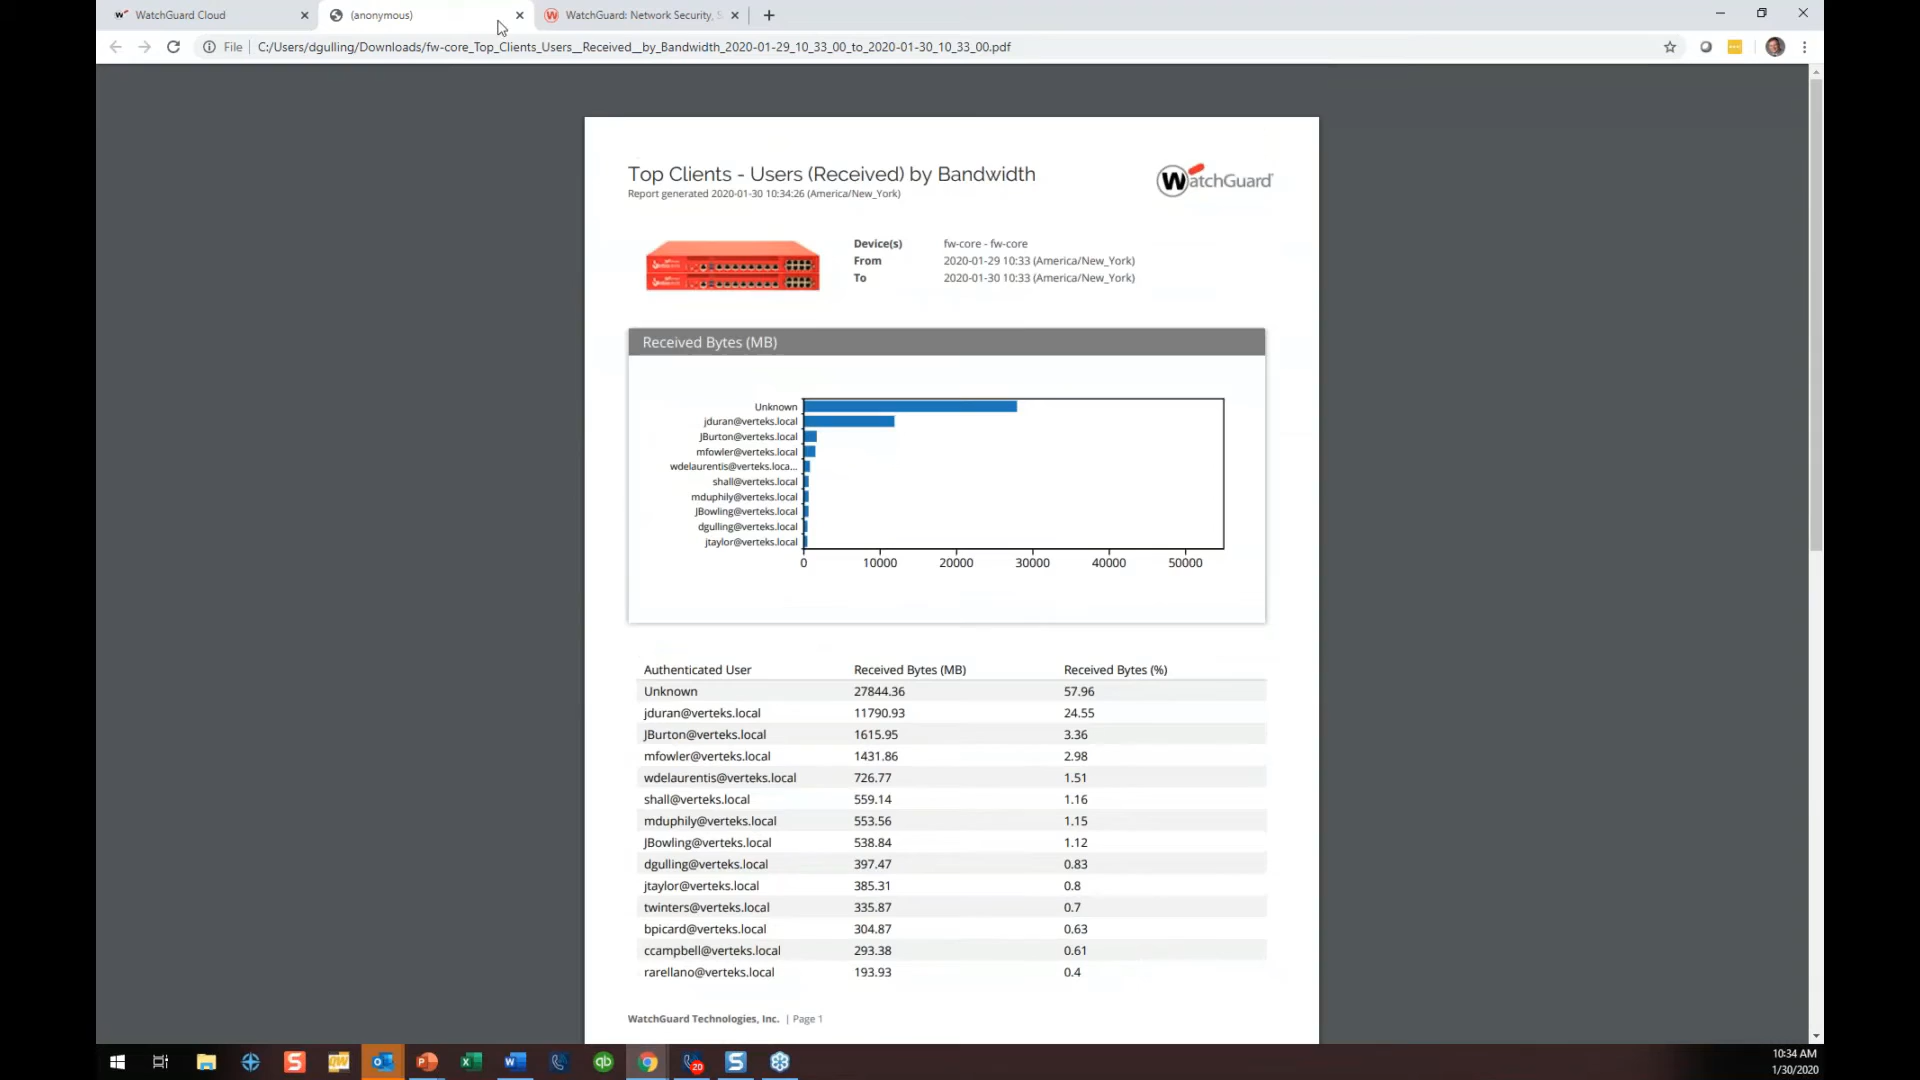 WatchGuard Cloud
(anonymous)
WatchGuard: Network Security, S
File
C:/Users/dgulling/Downloads/fw-core_Top_Clients_Users__Received__by_Bandwidth_2020-01-29_10_33_00_to_2020-01-30_10_33_00.pdf
Top Clients - Users (Received) by Bandwidth
Report generated 2020-01-30 10:34:26 (America/New_York)
WatchGuard
Device(s) fw-core - fw-core
From 2020-01-29 10:33 (America/New_York)
To 2020-01-30 10:33 (America/New_York)
Received Bytes (MB)
Unknown
jduran@verteks.local
JBurton@verteks.local
mfowler@verteks.local
wdelaurentis@verteks.loca...
shall@verteks.local
mduphily@verteks.local
JBowling@verteks.local
dgulling@verteks.local
jtaylor@verteks.local
0 10000 20000 30000 40000 50000
Authenticated User Received Bytes (MB) Received Bytes (%)
Unknown 27844.36 57.96
jduran@verteks.local 11790.93 24.55
JBurton@verteks.local 1615.95 3.36
mfowler@verteks.local 1431.86 2.98
wdelaurentis@verteks.local 726.77 1.51
shall@verteks.local 559.14 1.16
mduphily@verteks.local 553.56 1.15
JBowling@verteks.local 538.84 1.12
dgulling@verteks.local 397.47 0.83
jtaylor@verteks.local 385.31 0.8
twinters@verteks.local 335.87 0.7
bpicard@verteks.local 304.87 0.63
ccampbell@verteks.local 293.38 0.61
rarellano@verteks.local 193.93 0.4
WatchGuard Technologies, Inc. | Page 1
20
10:34 AM
1/30/2020